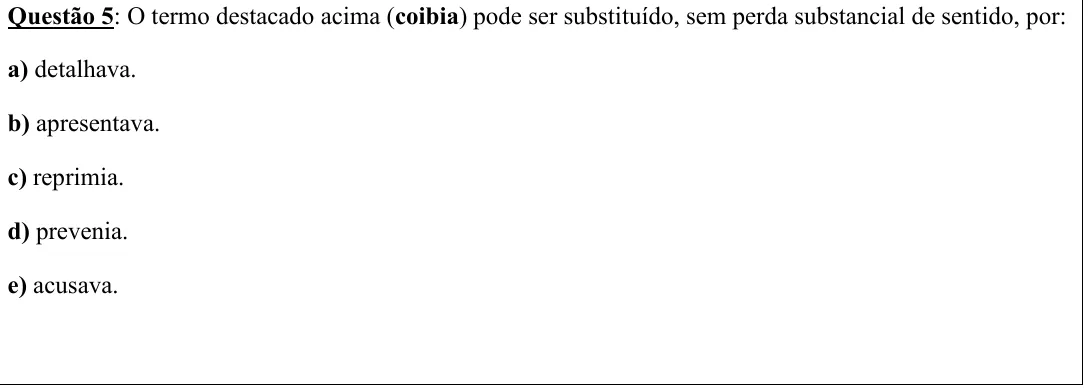 Questão 5: O termo destacado acima (coibia) pode ser substituído, sem perda substancial de sentido, por:
a) detalhava.
b) apresentava.
c) reprimia.
d) prevenia.
e) acusava.